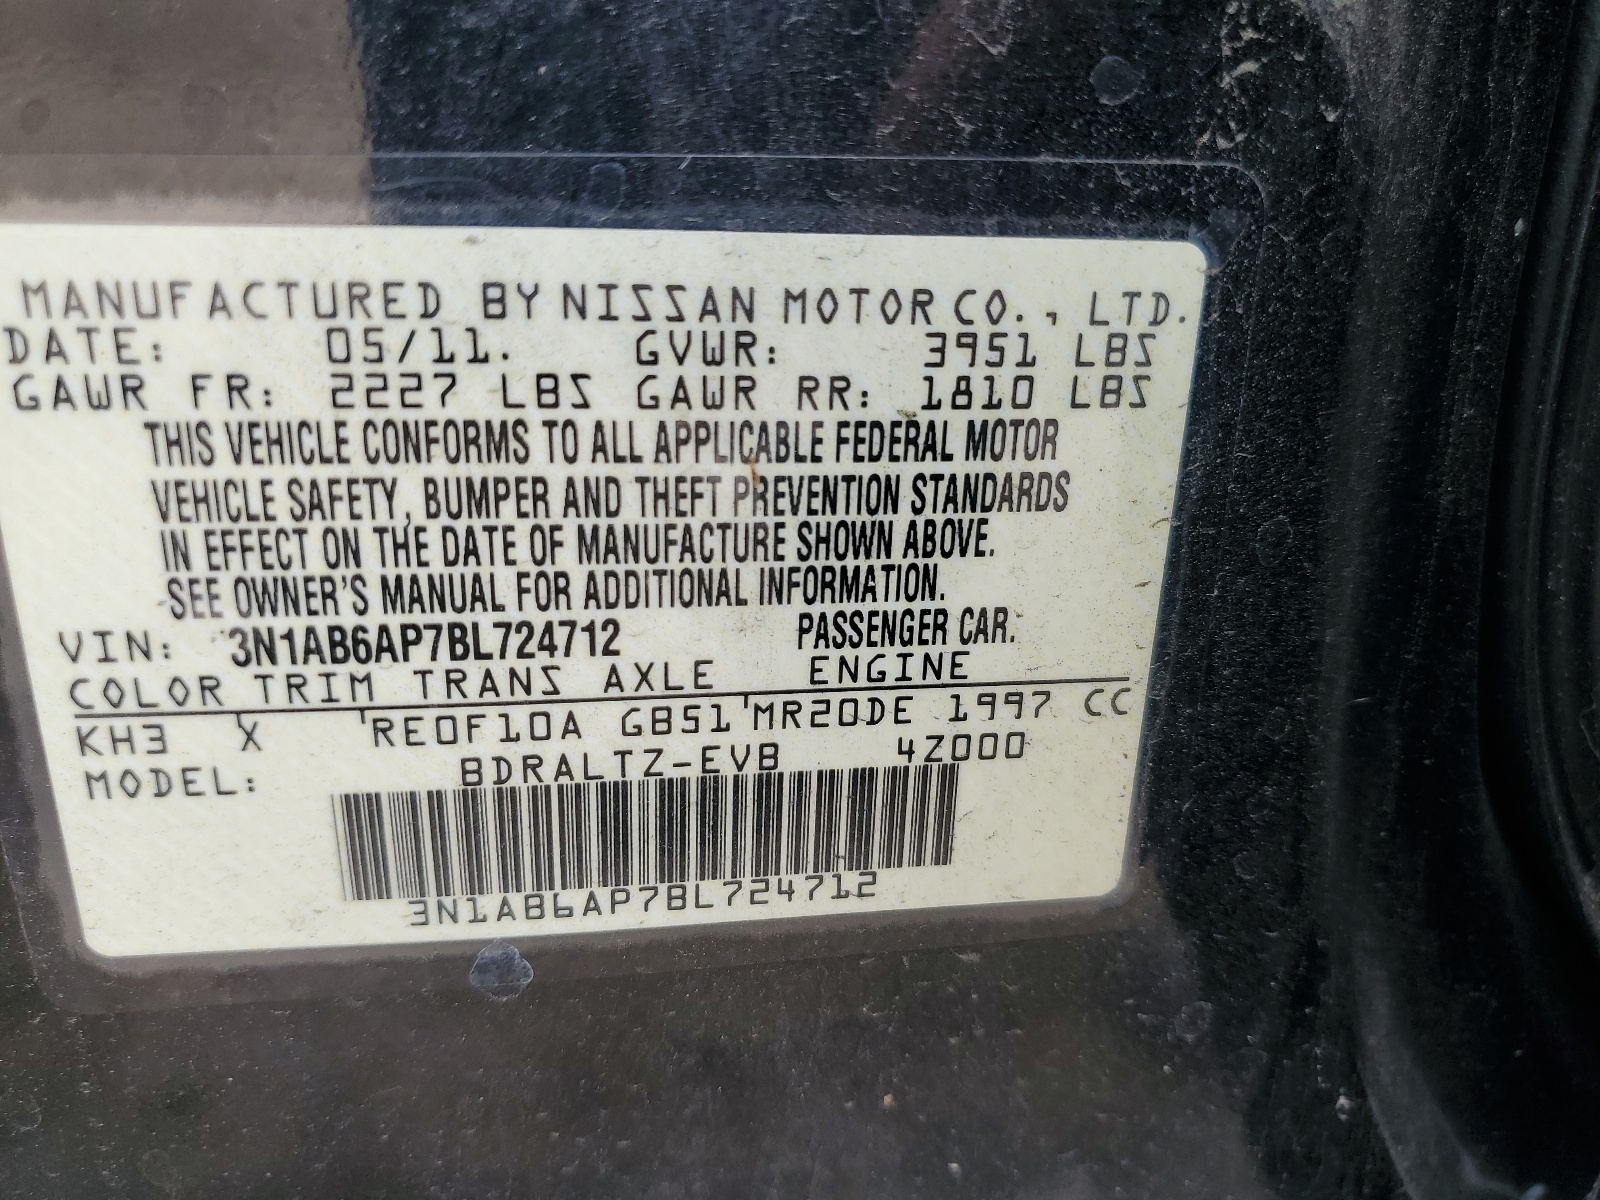 MANUFACTURED BY NISSAN MOTOR CO., LTD.
DATE: 05/11. GVWR: 3951 LBS
GAWR FR: 2227 LBS GAWR RR: 1810 LBS
THIS VEHICLE CONFORMS TO ALL APPLICABLE FEDERAL MOTOR
VEHICLE SAFETY, BUMPER AND THEFT PREVENTION STANDARDS
IN EFFECT ON THE DATE OF MANUFACTURE SHOWN ABOVE.
SEE OWNER'S MANUAL FOR ADDITIONAL INFORMATION.
VIN: 3N1AB6AP7BL724712 PASSENGER CAR.
COLOR TRIM TRANS AXLE ENGINE
KH3 X RE0F10A GB51 MR20DE 1997 CC
MODEL: BDRALTZ-EVB 4Z000
3N1AB6AP7BL724712